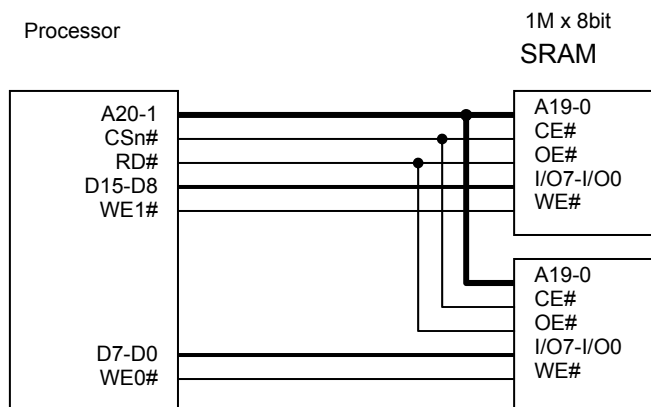 Processor
1M x 8bit
SRAM
A20-1
CSn#
RD#
D15-D8
WE1#
A19-0
CE#
OE#
I/O7-I/O0
WE#
D7-D0
WE0#
A19-0
CE#
OE#
I/O7-I/O0
WE#